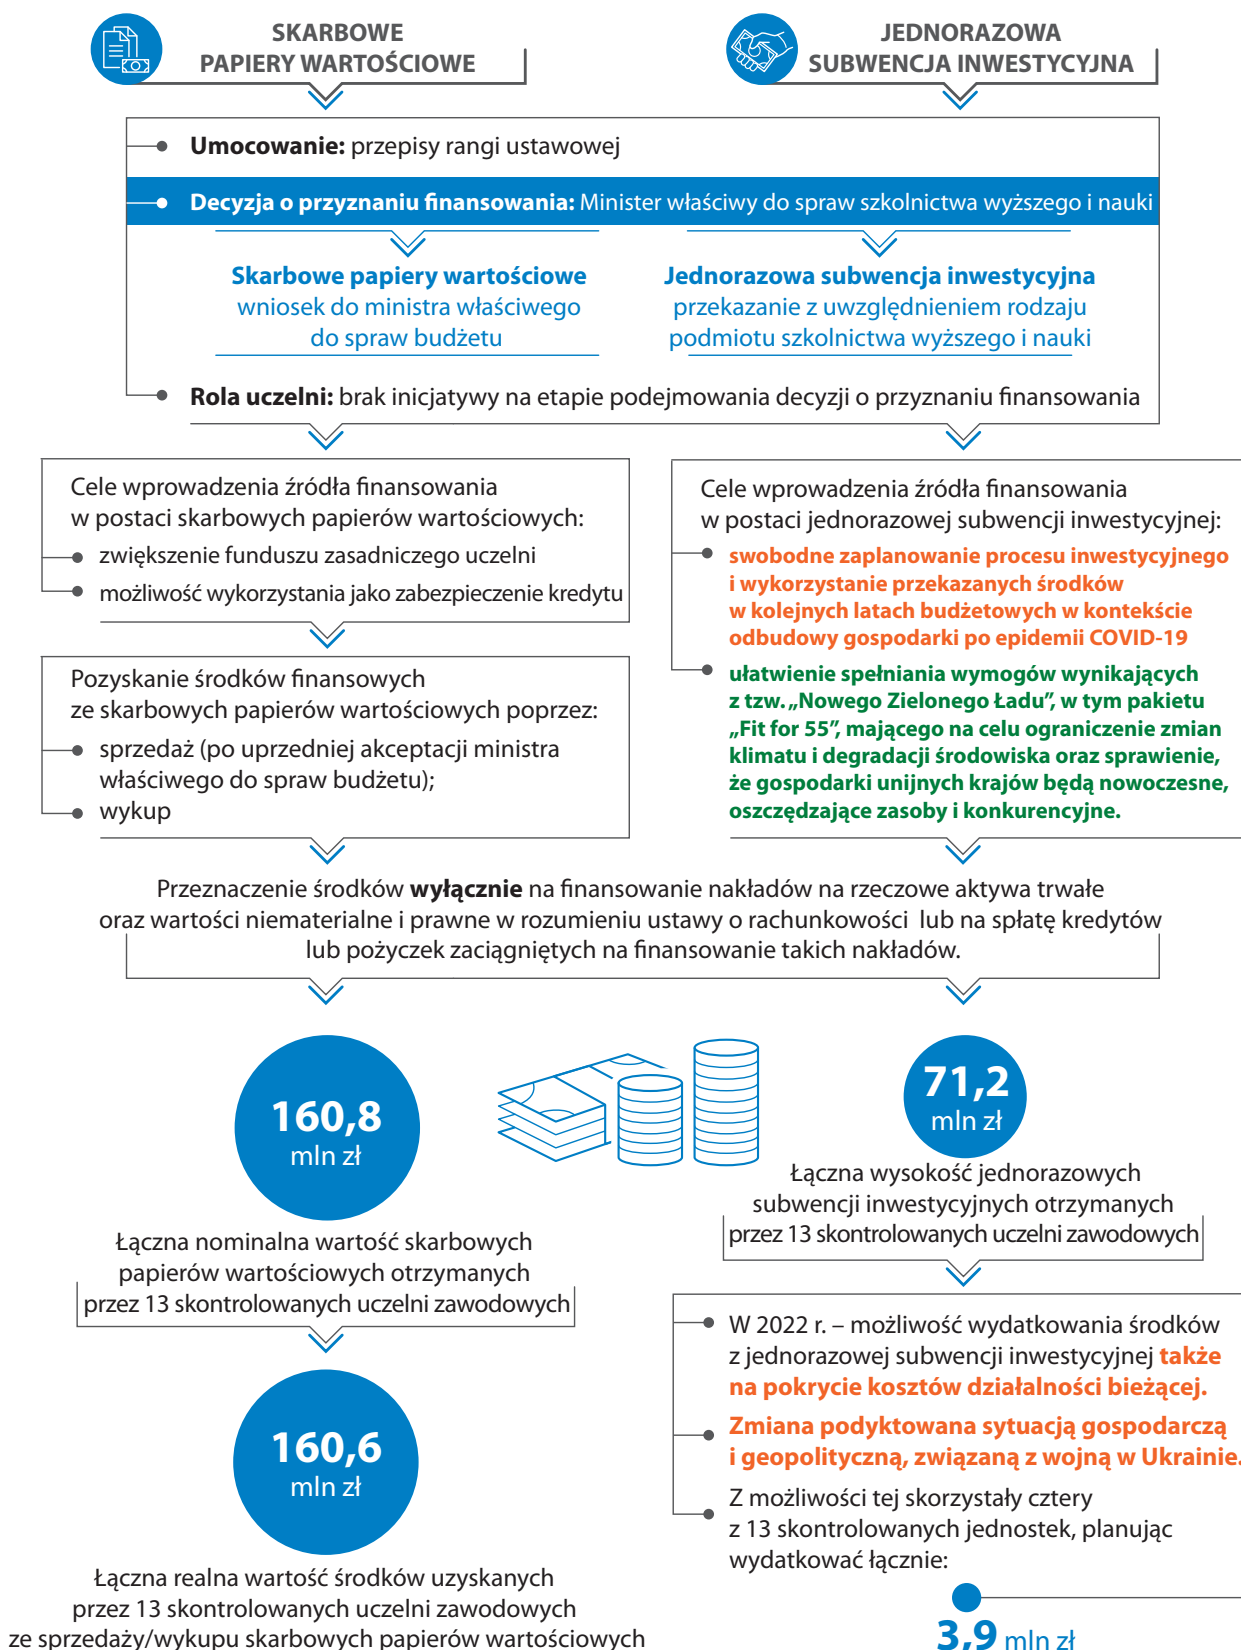 SKARBOWE
PAPIERY WARTOŚCIOWE
JEDNORAZOWA
SUBWENCJA INWESTYCYJNA
Umocowanie: przepisy rangi ustawowej
Decyzja o przyznaniu finansowania: Minister właściwy do spraw szkolnictwa wyższego i nauki
Skarbowe papiery wartościowe
wniosek do ministra właściwego
do spraw budżetu
Jednorazowa subwencja inwestycyjna
przekazanie z uwzględnieniem rodzaju
podmiotu szkolnictwa wyższego i nauki
Rola uczelni: brak inicjatywy na etapie podejmowania decyzji o przyznaniu finansowania
Cele wprowadzenia źródła finansowania
w postaci skarbowych papierów wartościowych:
zwiększenie funduszu zasadniczego uczelni
możliwość wykorzystania jako zabezpieczenie kredytu
Pozyskanie środków finansowych
ze skarbowych papierów wartościowych poprzez:
sprzedaż (po uprzedniej akceptacji ministra
właściwego do spraw budżetu);
wykup
Cele wprowadzenia źródła finansowania
w postaci jednorazowej subwencji inwestycyjnej:
swobodne zaplanowanie procesu inwestycyjnego
i wykorzystanie przekazanych środków
w kolejnych latach budżetowych w kontekście
odbudowy gospodarki po epidemii COVID-19
ułatwienie spełniania wymogów wynikających
z tzw. „Nowego Zielonego Ładu”, w tym pakietu
„Fit for 55”, mającego na celu ograniczenie zmian
klimatu i degradacji środowiska oraz sprawienie,
że gospodarki unijnych krajów będą nowoczesne,
oszczędzające zasoby i konkurencyjne.
Przeznaczenie środków wyłącznie na finansowanie nakładów na rzeczowe aktywa trwałe
oraz wartości niematerialne i prawne w rozumieniu ustawy o rachunkowości lub na spłatę kredytów
lub pożyczek zaciągniętych na finansowanie takich nakładów.
160,8
mln zł
Łączna nominalna wartość skarbowych
papierów wartościowych otrzymanych
przez 13 skontrolowanych uczelni zawodowych
160,6
mln zł
Łączna realna wartość środków uzyskanych
przez 13 skontrolowanych uczelni zawodowych
ze sprzedaży/wykupu skarbowych papierów wartościowych
71,2
mln zł
Łączna wysokość jednorazowych
subwencji inwestycyjnych otrzymanych
przez 13 skontrolowanych uczelni zawodowych
W 2022 r. – możliwość wydatkowania środków
z jednorazowej subwencji inwestycyjnej także
na pokrycie kosztów działalności bieżącej.
Zmiana podyktowana sytuacją gospodarczą
i geopolityczną, związaną z wojną w Ukrainie.
Z możliwości tej skorzystały cztery
z 13 skontrolowanych jednostek, planując
wydatkować łącznie:
3,9 mln zł